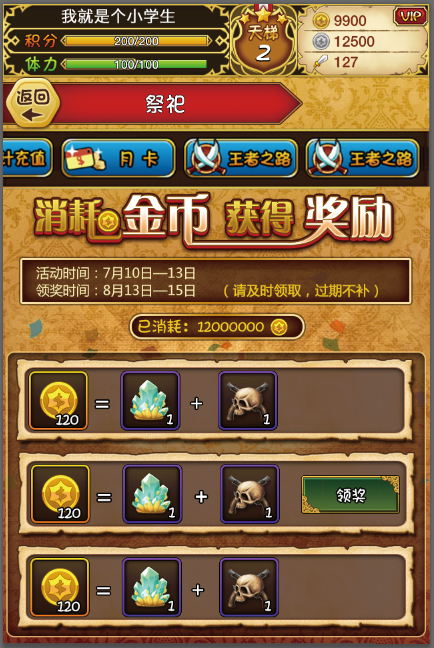 我就是个小学生
积分 200/200
体力 100/100
天梯
2
9900
VIP
12500
127
返回
祭祀
计充值
月卡
王者之路
王者之路
消耗金币 获得奖励
活动时间：7月10日—13日
领奖时间：8月13日—15日 （请及时领取，过期不补）
已消耗：12000000
120 = 1 + 1
120 = 1 + 1 领奖
120 = 1 + 1